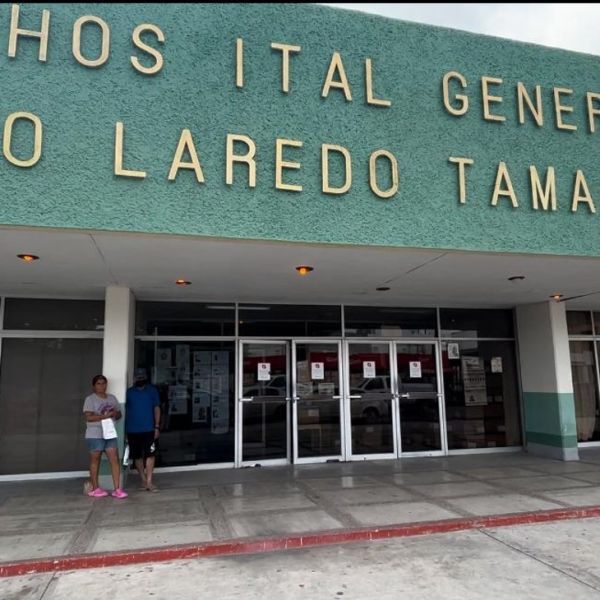 HOS ITAL GENER
O LAREDO TAMA